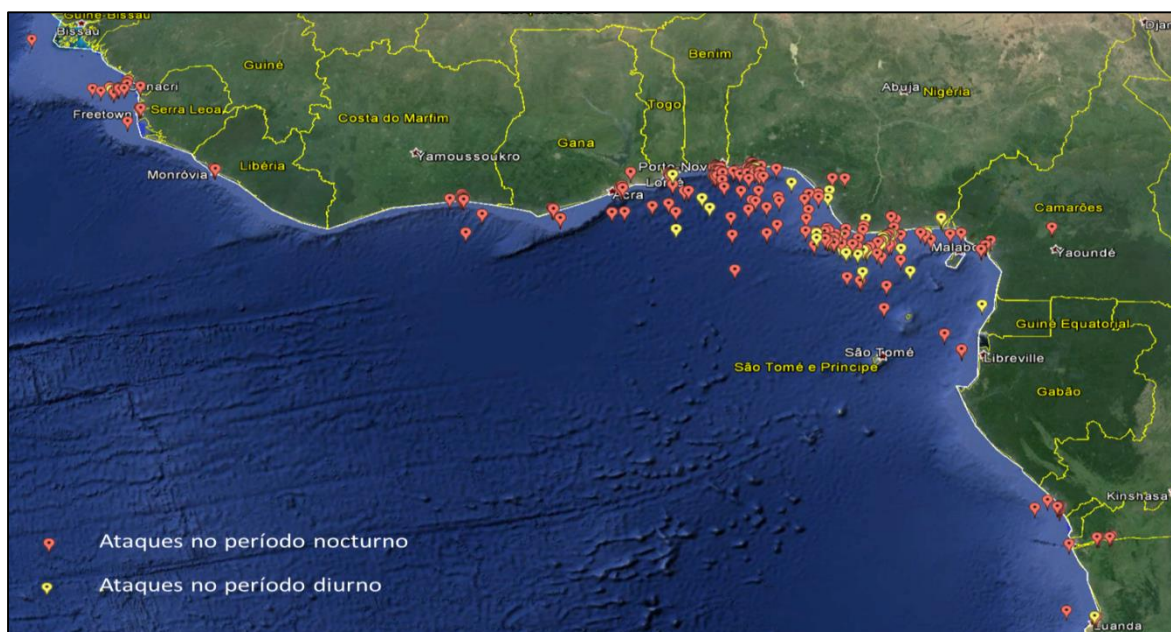 Guiné-Bissau
Bissau
Guiné
Conacri
Freetown
Serra Leoa
Monróvia
Libéria
Costa do Marfim
Yamoussoukro
Gana
Acra
Togo
Lomé
Benim
Porto-Novo
Abuja
Nigéria
Camarões
Malabo
Yaoundé
Guiné Equatorial
São Tomé
Libreville
São Tomé e Príncipe
Gabão
Kinshasa
Luanda
Ataques no período nocturno
Ataques no período diurno